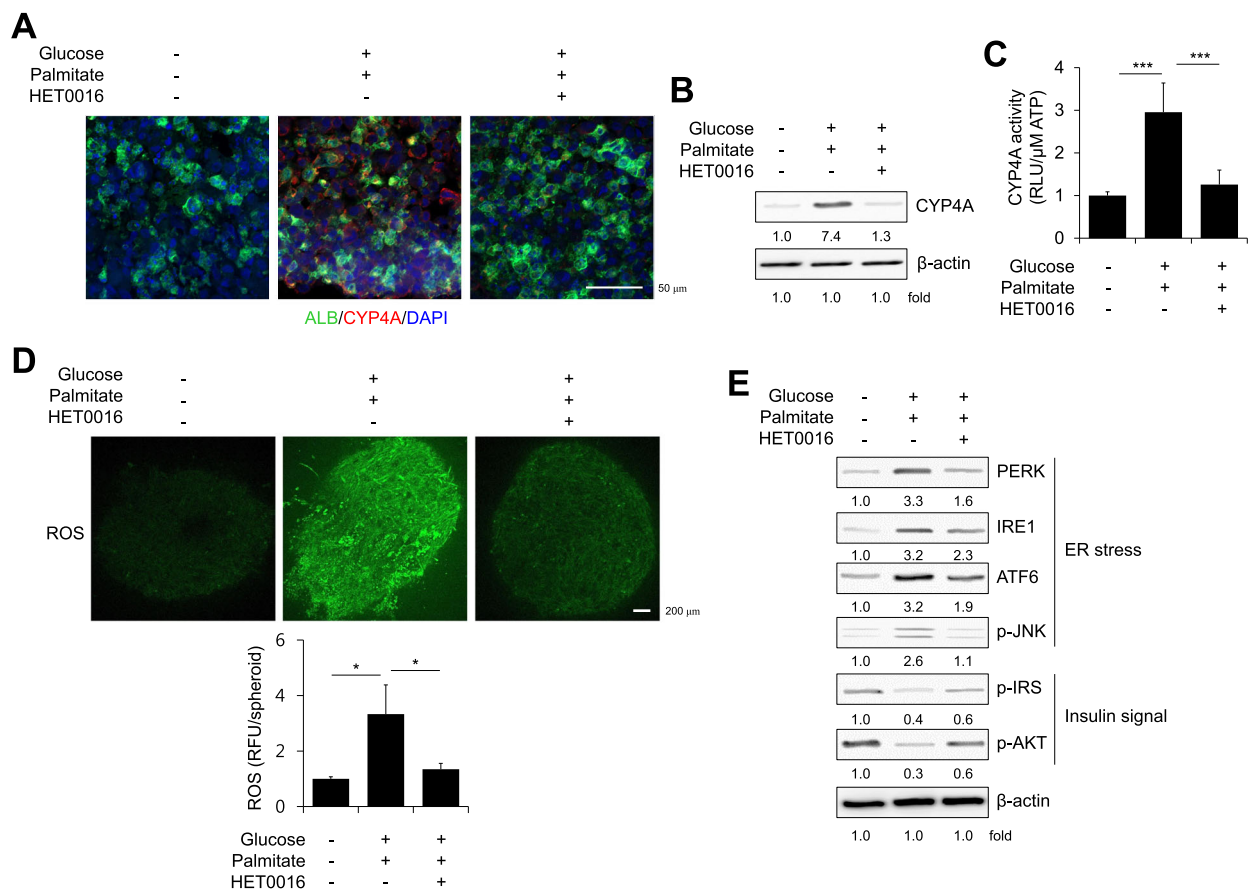 A
Glucose - + +
Palmitate - + +
HET0016 - - +
50 μm
ALB/CYP4A/DAPI
B
Glucose - + +
Palmitate - + +
HET0016 - - +
CYP4A
1.0 7.4 1.3
β-actin
1.0 1.0 1.0 fold
C
CYP4A activity
(RLU/μM ATP)
4
3
2
1
0
*** ***
Glucose - + +
Palmitate - + +
HET0016 - - +
D
Glucose - + +
Palmitate - + +
HET0016 - - +
ROS
200 μm
ROS (RFU/spheroid)
6
4
2
0
* *
Glucose - + +
Palmitate - + +
HET0016 - - +
E
Glucose - + +
Palmitate - + +
HET0016 - - +
PERK
1.0 3.3 1.6
IRE1
1.0 3.2 2.3
ATF6
1.0 3.2 1.9
p-JNK
1.0 2.6 1.1
ER stress
p-IRS
1.0 0.4 0.6
p-AKT
1.0 0.3 0.6
Insulin signal
β-actin
1.0 1.0 1.0 fold